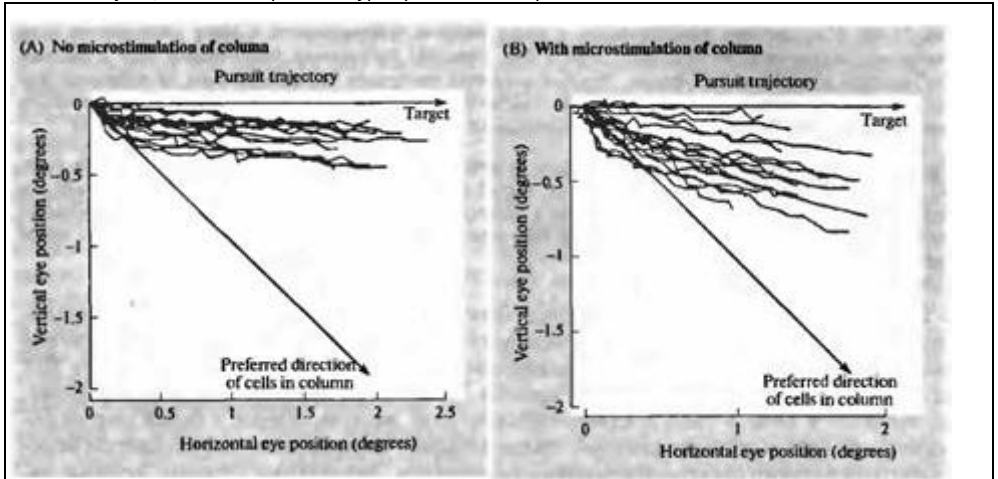 (A) No microstimulation of column
Pursuit trajectory
Target
0
−0.5
−1
−1.5
−2
Vertical eye position (degrees)
Preferred direction
of cells in column
0 0.5 1 1.5 2 2.5
Horizontal eye position (degrees)
(B) With microstimulation of column
Pursuit trajectory
Target
0
−0.5
−1
−1.5
−2
Vertical eye position (degrees)
Preferred direction
of cells in column
0 1 2
Horizontal eye position (degrees)